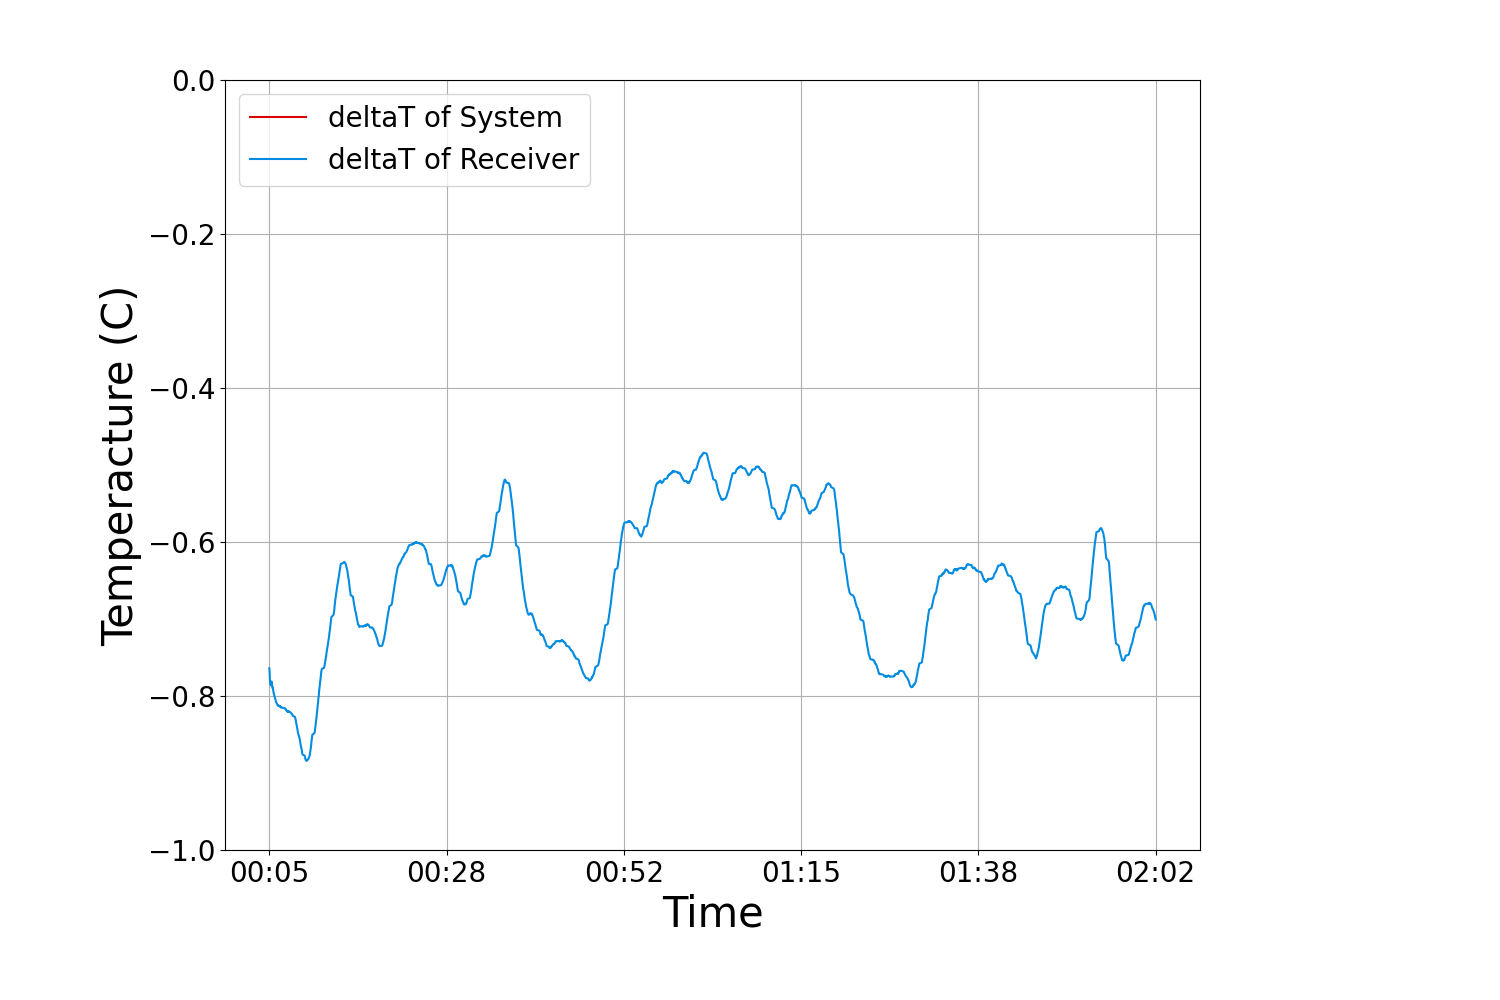 0.0
−0.2
−0.4
−0.6
−0.8
−1.0
Temperacture (C)
deltaT of System
deltaT of Receiver
00:05 00:28 00:52 01:15 01:38 02:02
Time